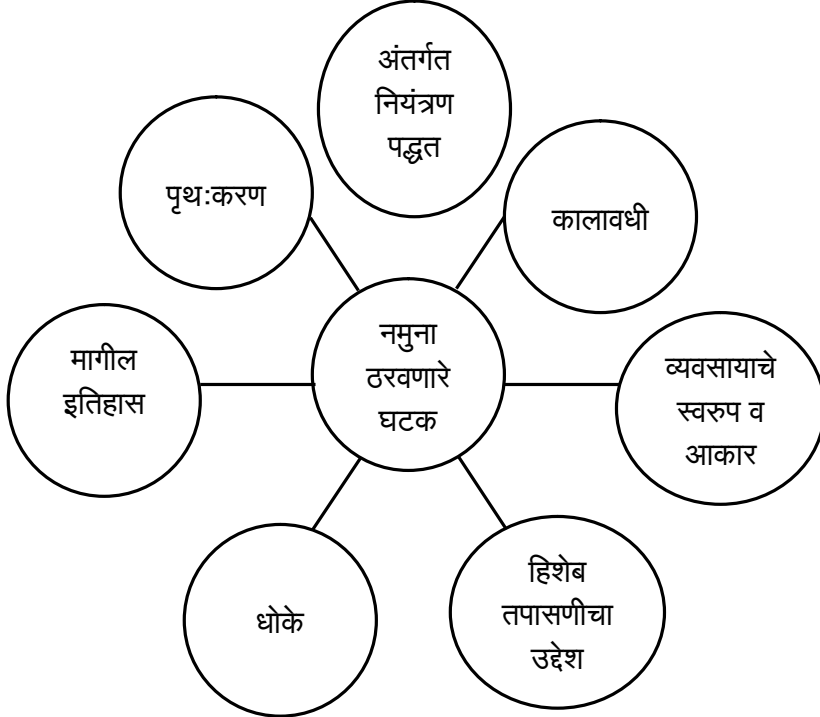 अंतर्गत
नियंत्रण
पद्धत
पृथ:करण
कालावधी
नमुना
ठरवणारे
घटक
मागील
इतिहास
व्यवसायाचे
स्वरुप व
आकार
धोके
हिशेब
तपासणीचा
उद्देश